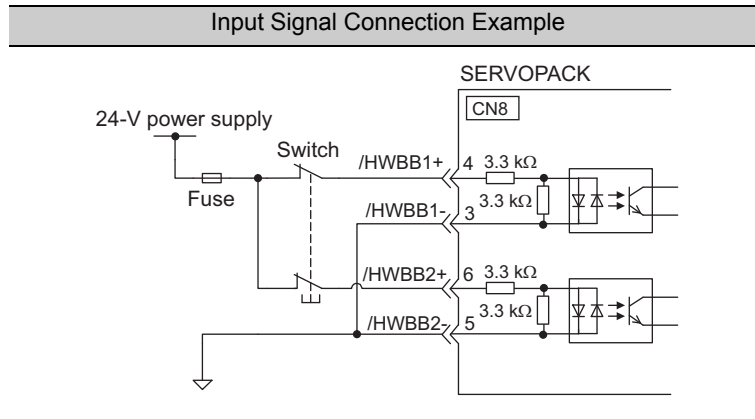 Input Signal Connection Example
SERVOPACK
CN8
24-V power supply
Switch
Fuse
/HWBB1+ 4 3.3 kΩ
3.3 kΩ
/HWBB1- 3
/HWBB2+ 6 3.3 kΩ
3.3 kΩ
/HWBB2- 5